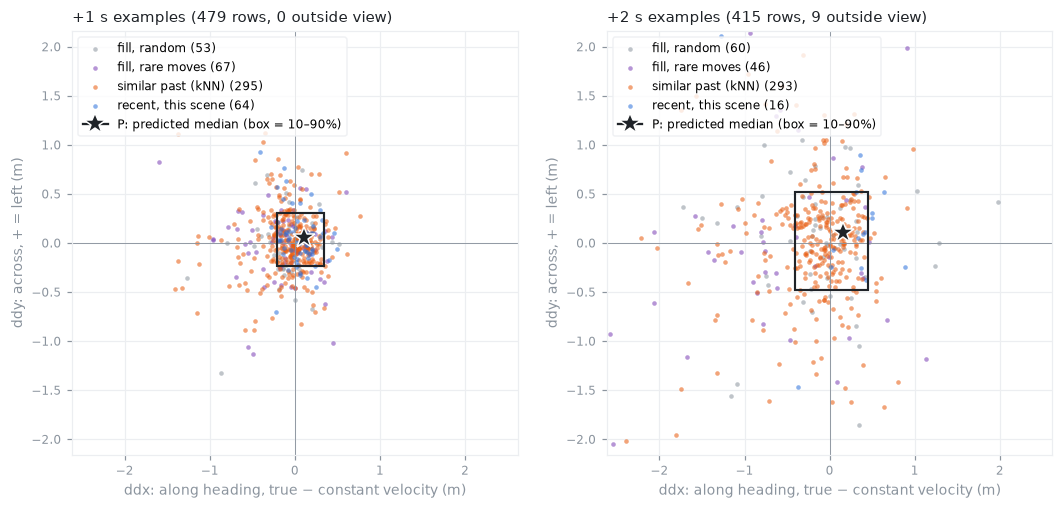 +1 s examples (479 rows, 0 outside view)
fill, random (53)
fill, rare moves (67)
similar past (kNN) (295)
recent, this scene (64)
P: predicted median (box = 10–90%)
2.0
1.5
1.0
0.5
0.0
−0.5
−1.0
−1.5
−2.0
ddy: across, + = left (m)
−2
−1
0
1
2
ddx: along heading, true − constant velocity (m)
+2 s examples (415 rows, 9 outside view)
fill, random (60)
fill, rare moves (46)
similar past (kNN) (293)
recent, this scene (16)
P: predicted median (box = 10–90%)
2.0
1.5
1.0
0.5
0.0
−0.5
−1.0
−1.5
−2.0
ddy: across, + = left (m)
−2
−1
0
1
2
ddx: along heading, true − constant velocity (m)